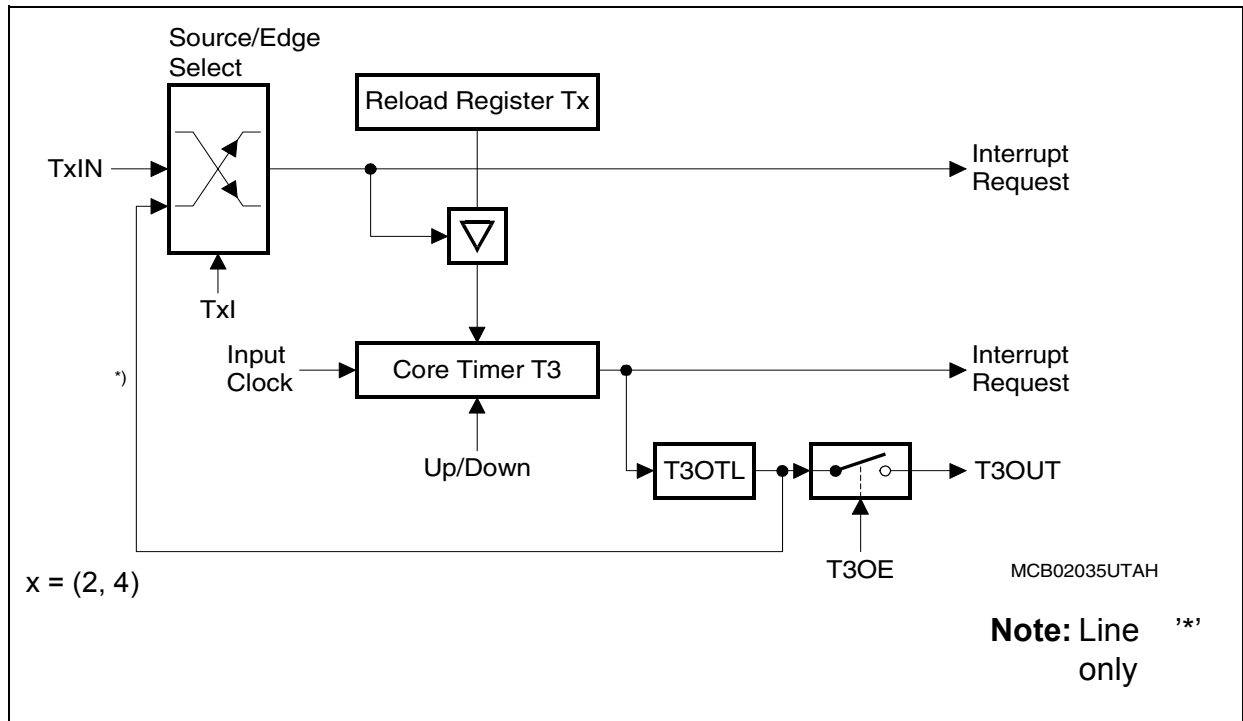 Source/Edge
Select
Reload Register Tx
TxIN
Interrupt
Request
TxI
Input
Clock
Core Timer T3
Interrupt
Request
*)
Up/Down
T3OTL
T3OUT
T3OE
x = (2, 4)
MCB02035UTAH
Note: Line ’*’
only